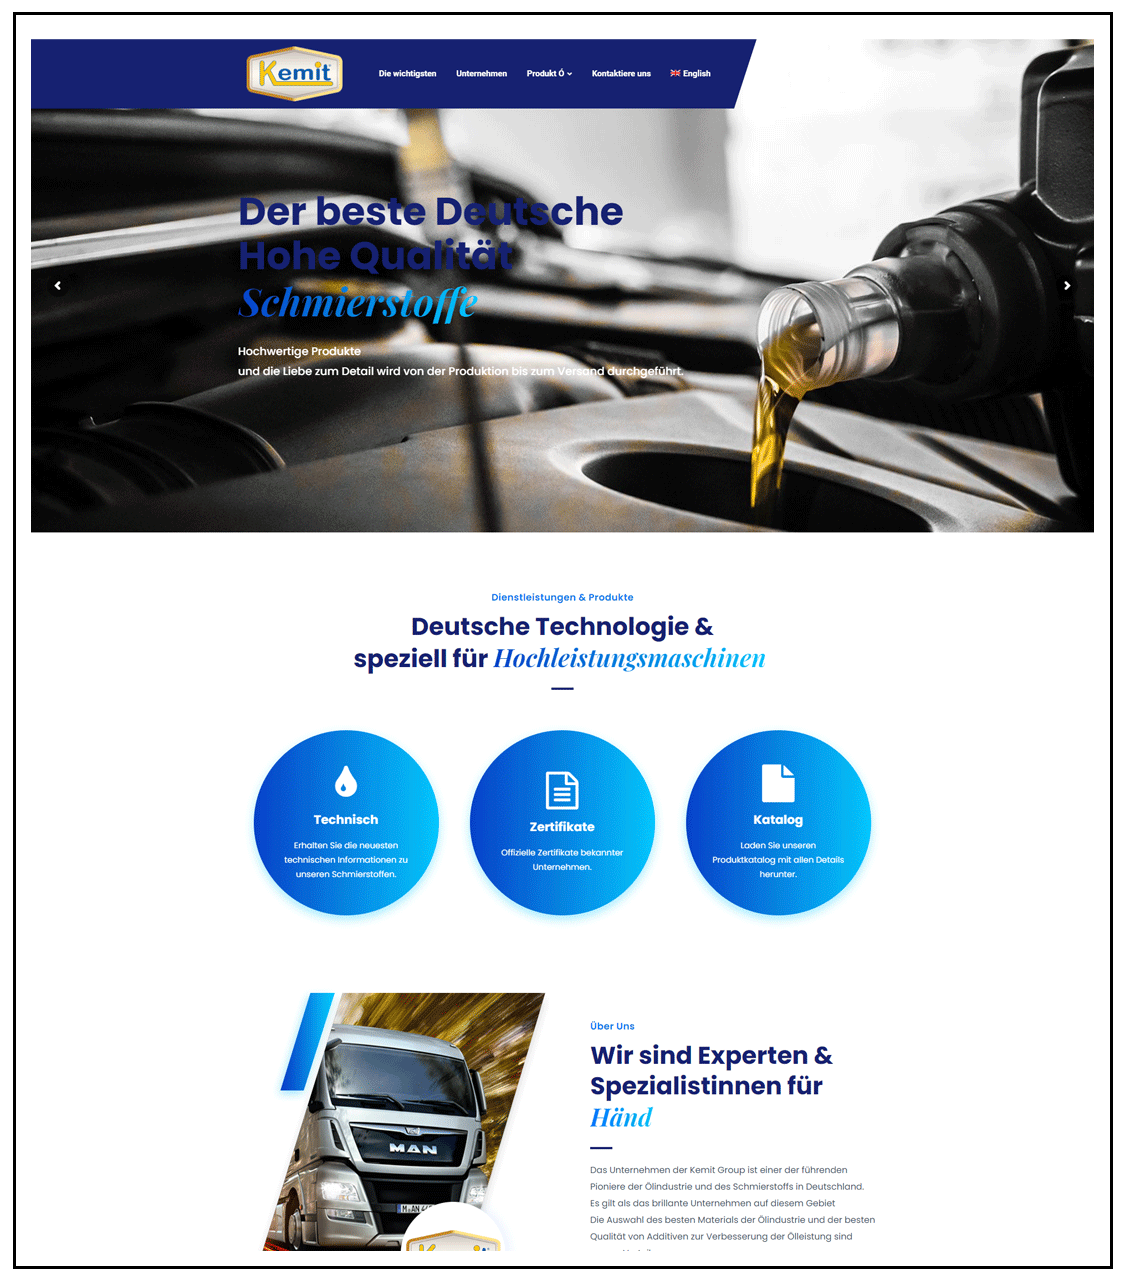 Kemit
Die wichtigsten
Unternehmen
Produkt Ó
Kontaktiere uns
English
Der beste Deutsche
Hohe Qualität
Schmierstoffe
Hochwertige Produkte
und die Liebe zum Detail wird von der Produktion bis zum Versand durchgeführt.
Dienstleistungen & Produkte
Deutsche Technologie &
speziell für Hochleistungsmaschinen
Technisch
Erhalten Sie die neuesten
technischen Informationen zu
unseren Schmierstoffen.
Zertifikate
Offizielle Zertifikate bekannter
Unternehmen.
Katalog
Laden Sie unseren
Produktkatalog mit allen Details
herunter.
MAN
Über Uns
Wir sind Experten &
Spezialistinnen für
Händ
Das Unternehmen der Kemit Group ist einer der führenden
Pioniere der Ölindustrie und des Schmierstoffs in Deutschland.
Es gilt als das brillante Unternehmen auf diesem Gebiet
Die Auswahl des besten Materials der Ölindustrie und der besten
Qualität von Additiven zur Verbesserung der Ölleistung sind